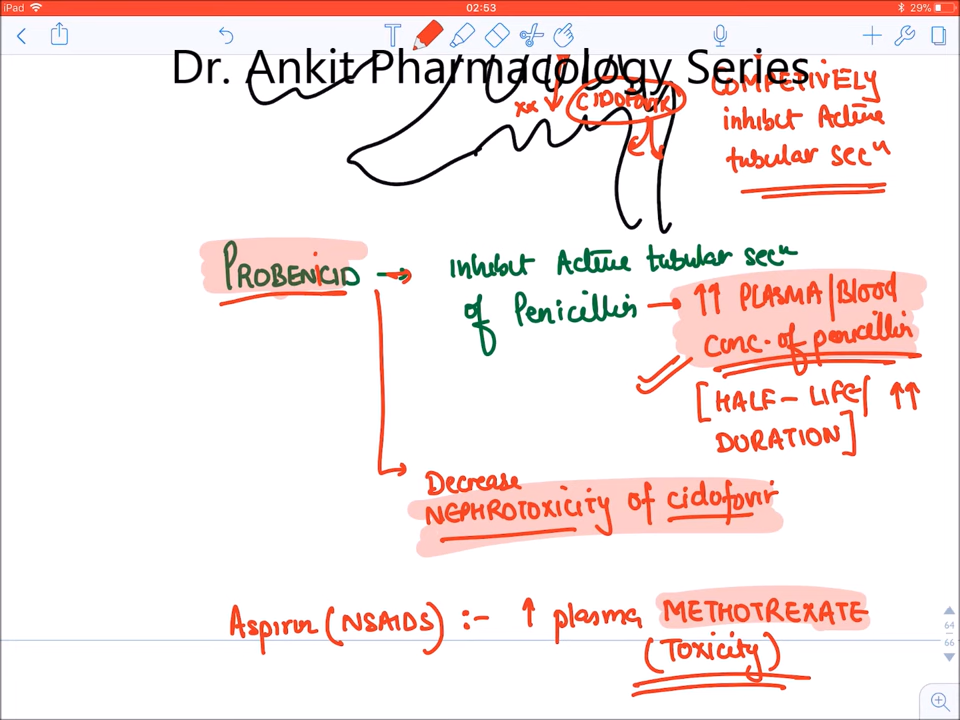 iPad
02:53
29%
T
Dr. Ankit Pharmacology Series
xx CIDOFOVIR
COMPETIVELY
inhibit Active
tubular secⁿ
PROBENICID → Inhibit Active tubular secⁿ
of Penicillin → ↑↑ PLASMA/Blood
conc. of penicillin
[HALF-LIFE/ ↑↑
DURATION]
Decrease
NEPHROTOXICITY of cidofovir
Aspirin (NSAIDS) :- ↑ plasma METHOTREXATE
(Toxicity)
64
66